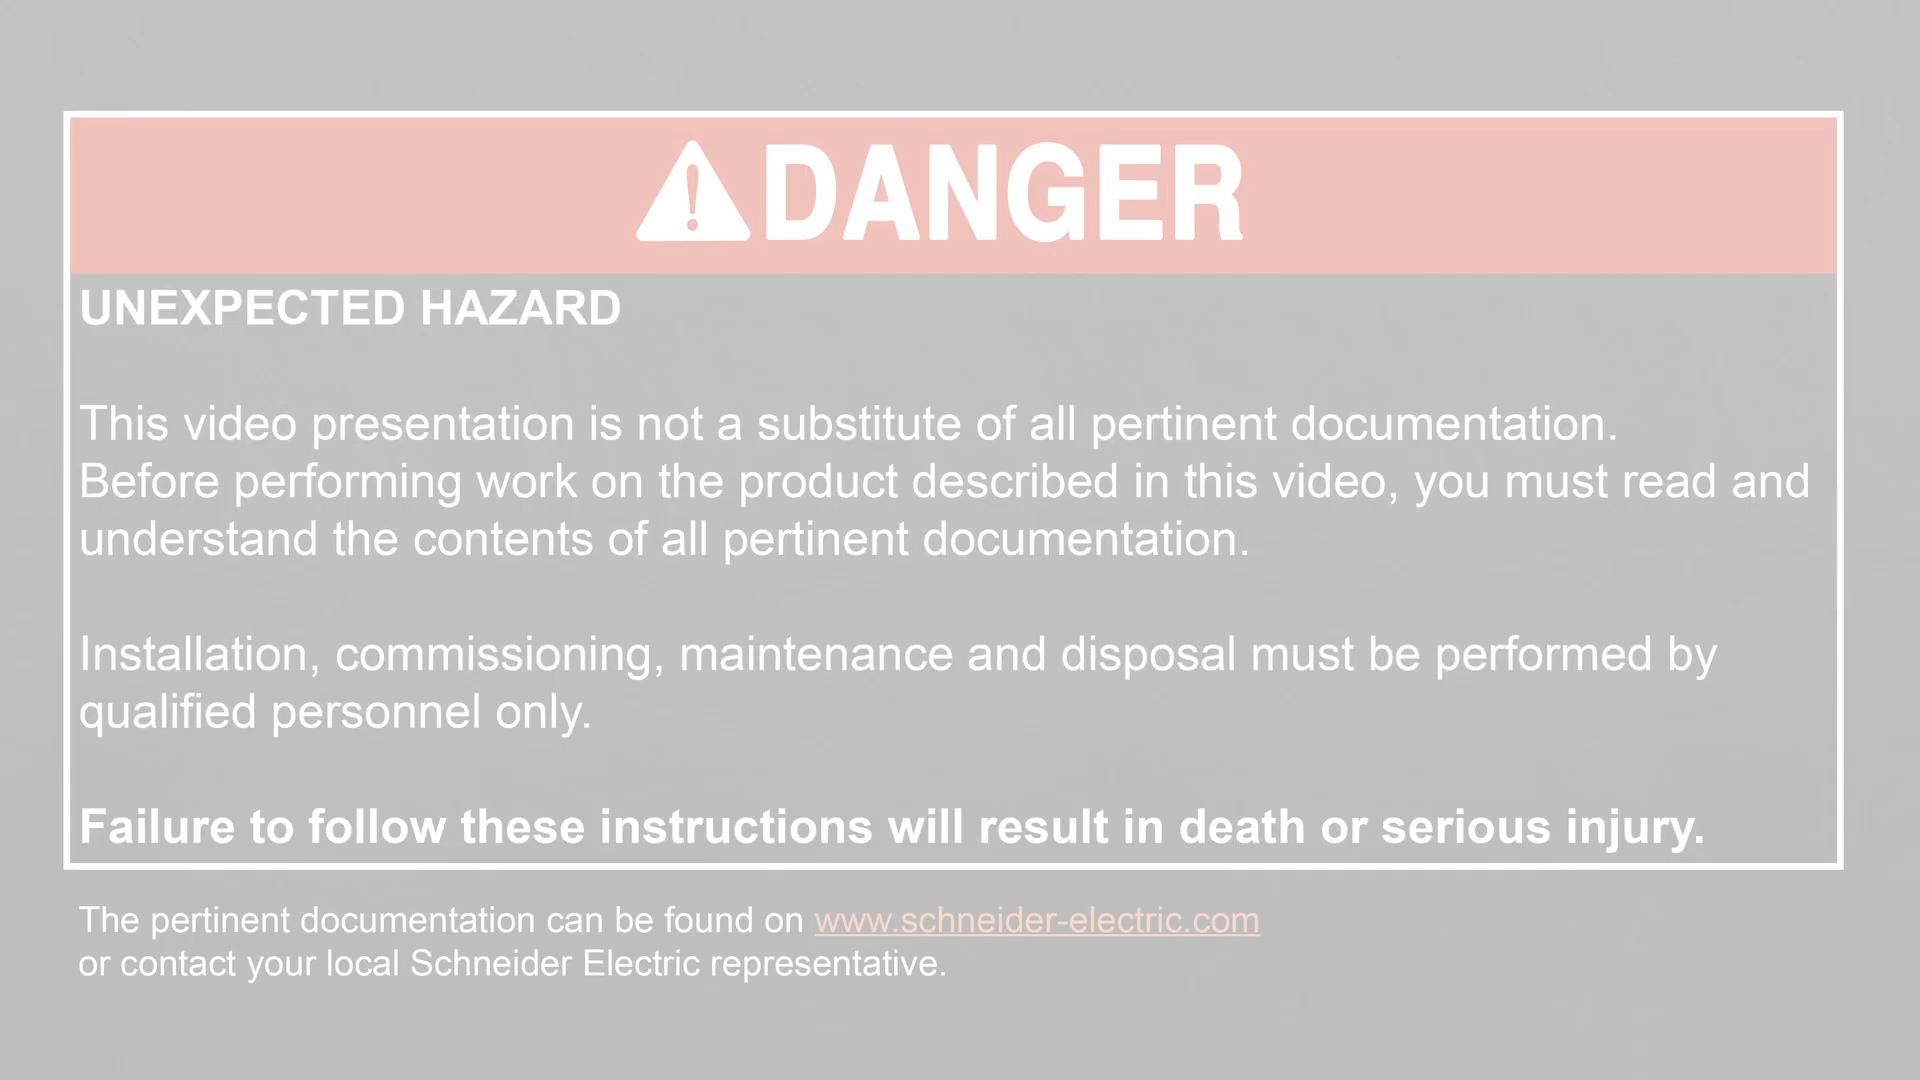 DANGER
UNEXPECTED HAZARD
This video presentation is not a substitute of all pertinent documentation.
Before performing work on the product described in this video, you must read and
understand the contents of all pertinent documentation.
Installation, commissioning, maintenance and disposal must be performed by
qualified personnel only.
Failure to follow these instructions will result in death or serious injury.
The pertinent documentation can be found on www.schneider-electric.com
or contact your local Schneider Electric representative.